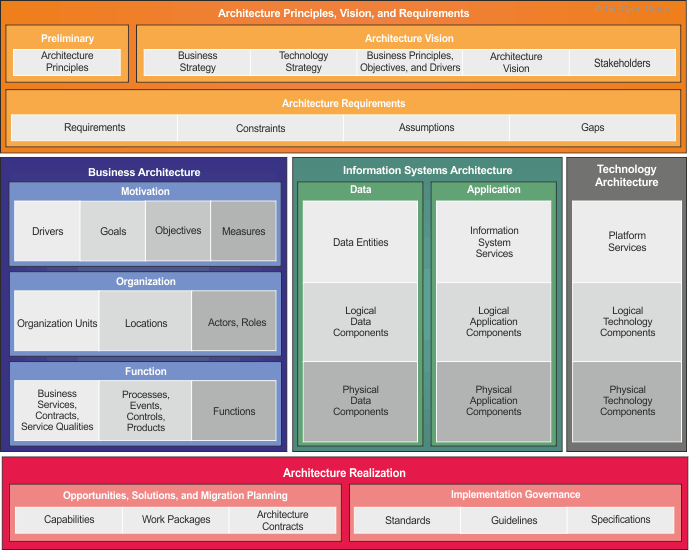 Architecture Principles, Vision, and Requirements
Preliminary
Architecture
Principles
Architecture Vision
Business
Strategy
Technology
Strategy
Business Principles,
Objectives, and Drivers
Architecture
Vision
Stakeholders
Architecture Requirements
Requirements
Constraints
Assumptions
Gaps
Business Architecture
Motivation
Drivers
Goals
Objectives
Measures
Organization
Organization Units
Locations
Actors, Roles
Function
Business
Services,
Contracts,
Service Qualities
Processes,
Events,
Controls,
Products
Functions
Information Systems Architecture
Data
Data Entities
Logical
Data
Components
Physical
Data
Components
Application
Information
System
Services
Logical
Application
Components
Physical
Application
Components
Technology
Architecture
Platform
Services
Logical
Technology
Components
Physical
Technology
Components
Architecture Realization
Opportunities, Solutions, and Migration Planning
Capabilities
Work Packages
Architecture
Contracts
Implementation Governance
Standards
Guidelines
Specifications